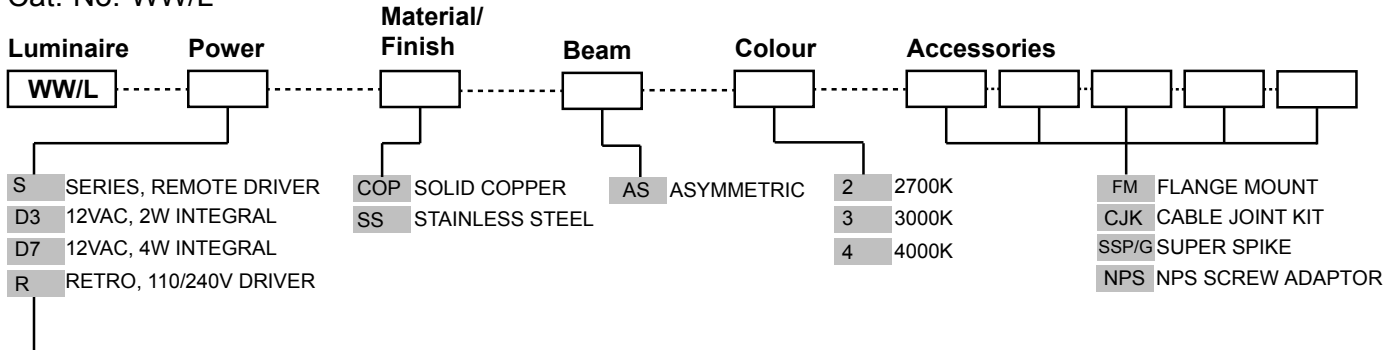 Cat. No. WW/L
Material/
Luminaire Power Finish Beam Colour Accessories
WW/L
S SERIES, REMOTE DRIVER COP SOLID COPPER AS ASYMMETRIC 2 2700K FM FLANGE MOUNT
D3 12VAC, 2W INTEGRAL SS STAINLESS STEEL 3 3000K CJK CABLE JOINT KIT
D7 12VAC, 4W INTEGRAL 4 4000K SSP/G SUPER SPIKE
R RETRO, 110/240V DRIVER NPS NPS SCREW ADAPTOR